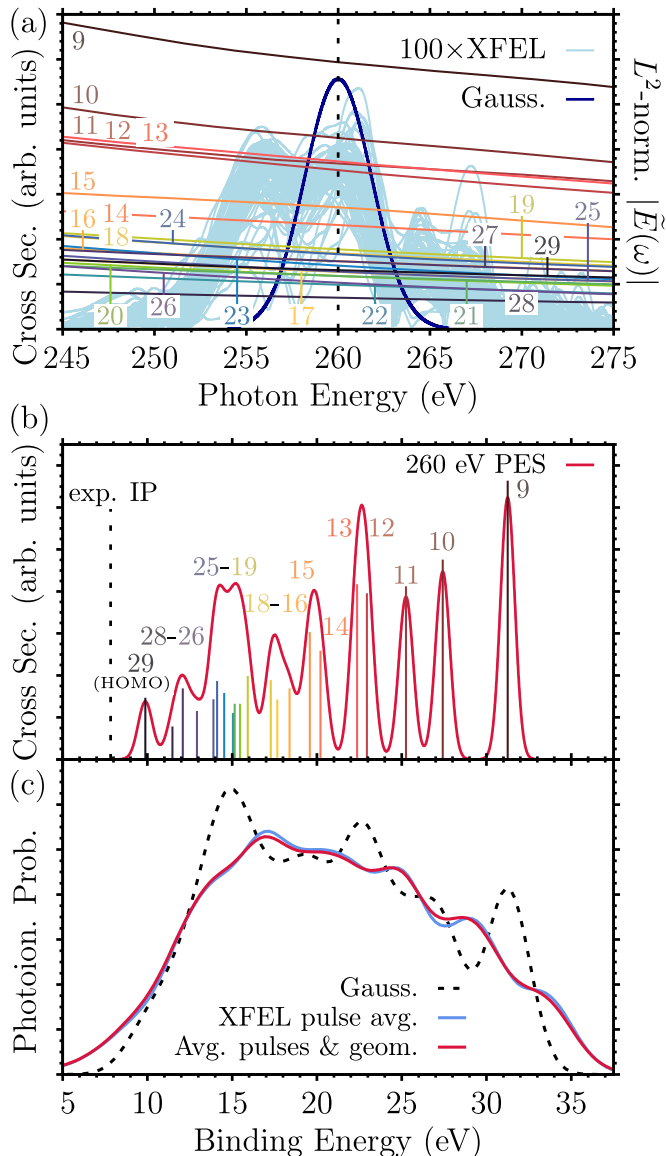 (a)
9
100×XFEL
Gauss.
10
11 12 13
15
16 14 24
18
19 25
27
29
20 26 23 17 22 21 28
Cross Sec. (arb. units)
L²-norm. |Ẽ(ω)|
245 250 255 260 265 270 275
Photon Energy (eV)
(b)
260 eV PES
exp. IP
9
13 12
10
25-19 15
11
18-16
14
28-26
29
(HOMO)
Cross Sec. (arb. units)
(c)
Gauss.
XFEL pulse avg.
Avg. pulses & geom.
Photoion. Prob.
5 10 15 20 25 30 35
Binding Energy (eV)